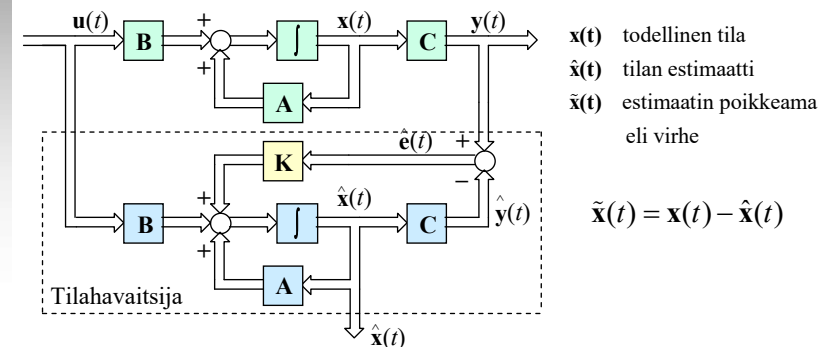 u(t) B + ∫ x(t) C y(t)
+
A
x(t) todellinen tila
x̂(t) tilan estimaatti
x̃(t) estimaatin poikkeama
eli virhe
K ê(t) +
−
B + ∫ x̂(t) C ŷ(t)
+
A
Tilahavaitsija
x̂(t)
x̃(t) = x(t) − x̂(t)